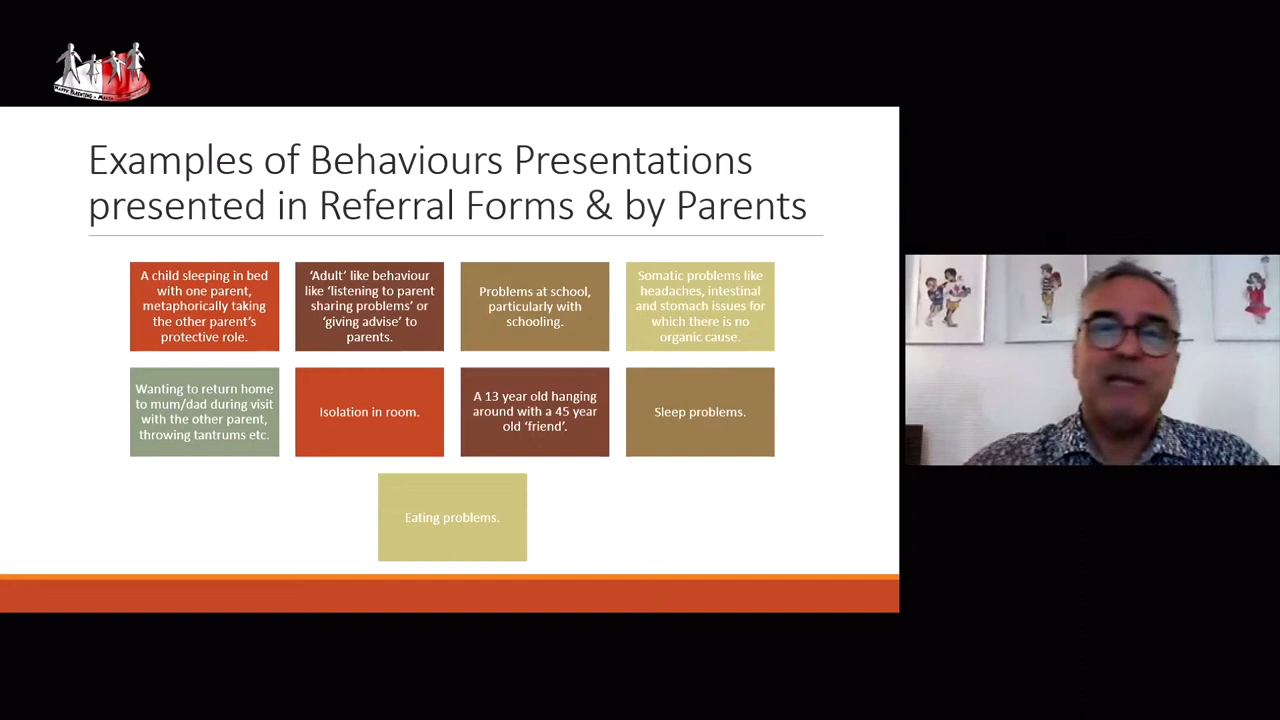 HAPPY PARENTING - MALTA
Examples of Behaviours Presentations
presented in Referral Forms & by Parents
A child sleeping in bed
with one parent,
metaphorically taking
the other parent's
protective role.
'Adult' like behaviour
like 'listening to parent
sharing problems' or
'giving advise' to
parents.
Problems at school,
particularly with
schooling.
Somatic problems like
headaches, intestinal
and stomach issues for
which there is no
organic cause.
Wanting to return home
to mum/dad during visit
with the other parent,
throwing tantrums etc.
Isolation in room.
A 13 year old hanging
around with a 45 year
old 'friend'.
Sleep problems.
Eating problems.